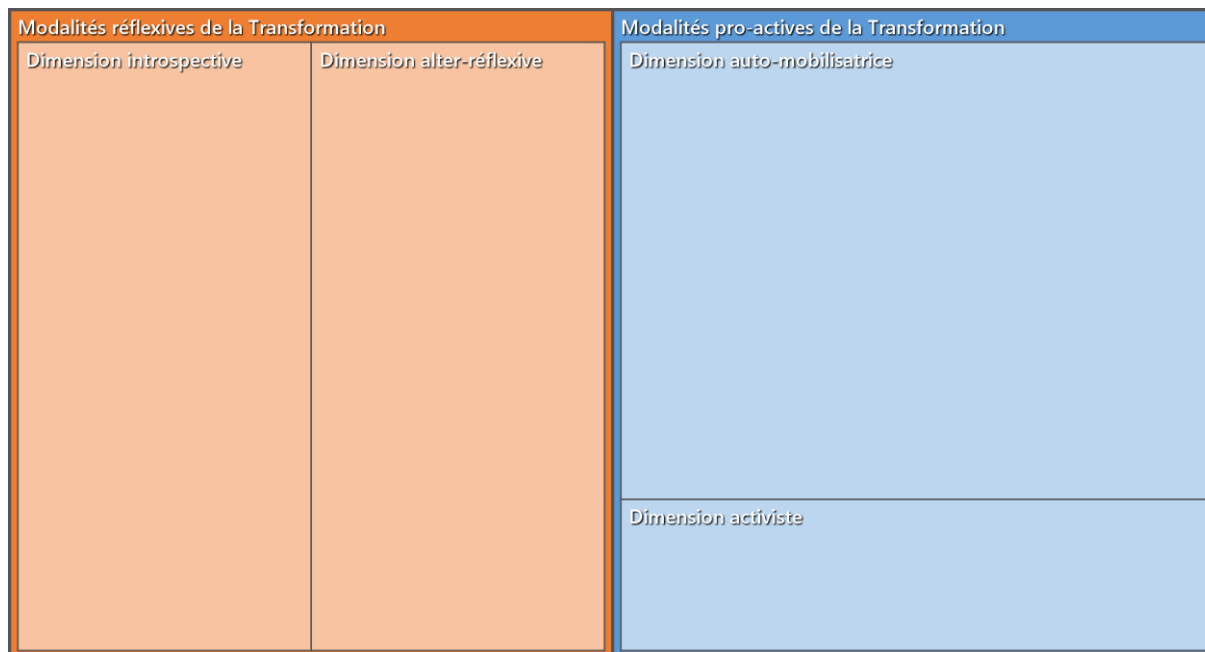 Modalités réflexives de la Transformation
Dimension introspective
Dimension alter-réflexive
Modalités pro-actives de la Transformation
Dimension auto-mobilisatrice
Dimension activiste